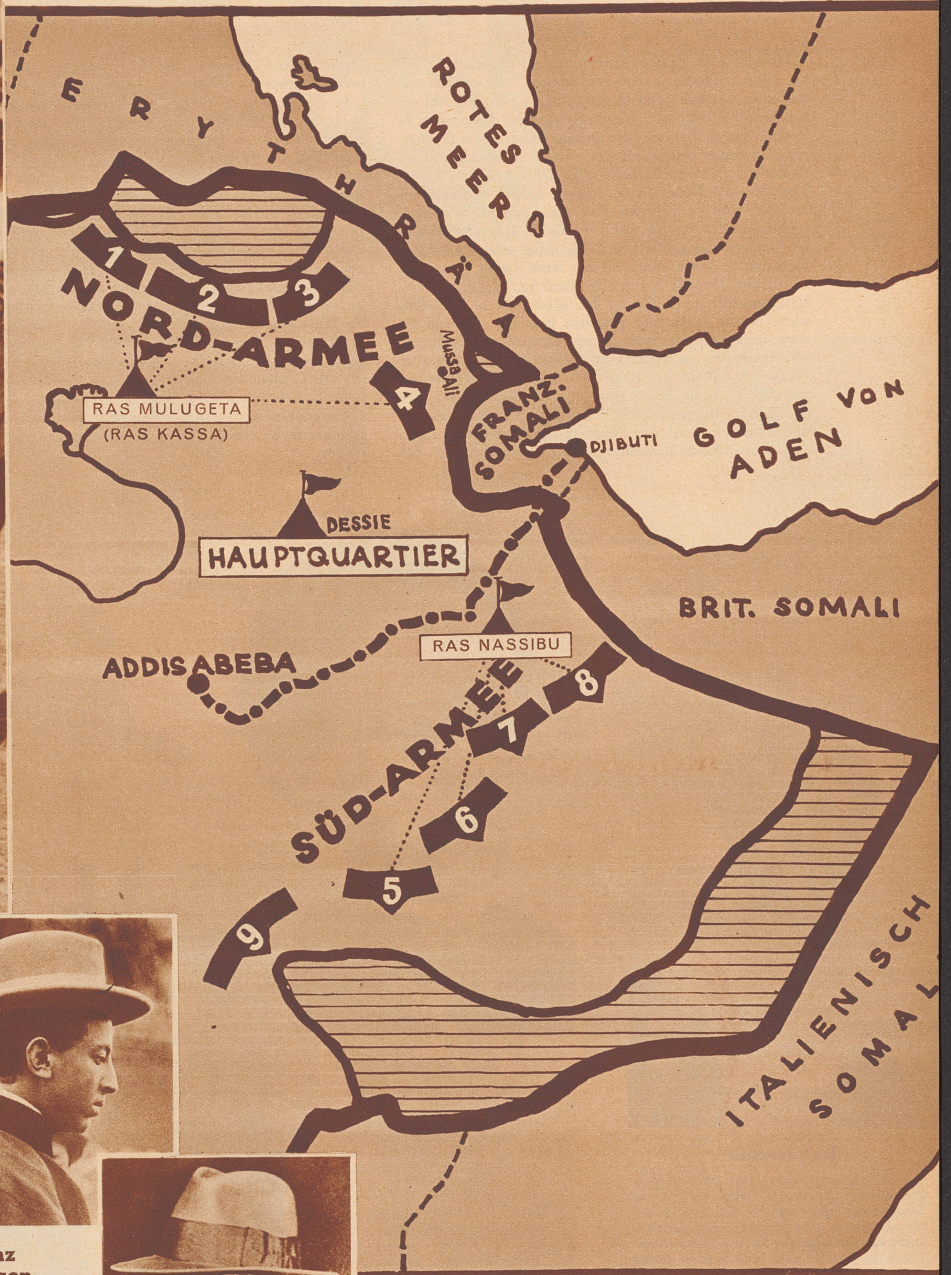 ERYTHRÄA
ROTES
MEER
1
2
3
NORD-ARMEE
Mussa Ali
4
RAS MULUGETA
(RAS KASSA)
FRANZ.
SOMALI
DJIBUTI
GOLF VON
ADEN
DESSIE
HAUPTQUARTIER
BRIT. SOMALI
RAS NASSIBU
ADDIS ABEBA
8
7
SÜD-ARMEE
6
5
9
ITALIENISCH
SOMAL